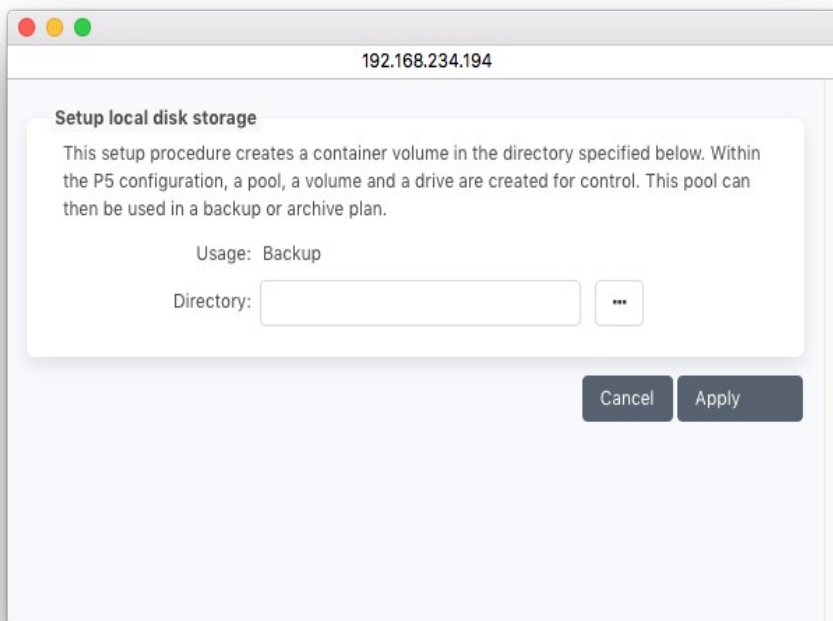 192.168.234.194
Setup local disk storage
This setup procedure creates a container volume in the directory specified below. Within
the P5 configuration, a pool, a volume and a drive are created for control. This pool can
then be used in a backup or archive plan.
Usage: Backup
Directory:
...
Cancel Apply